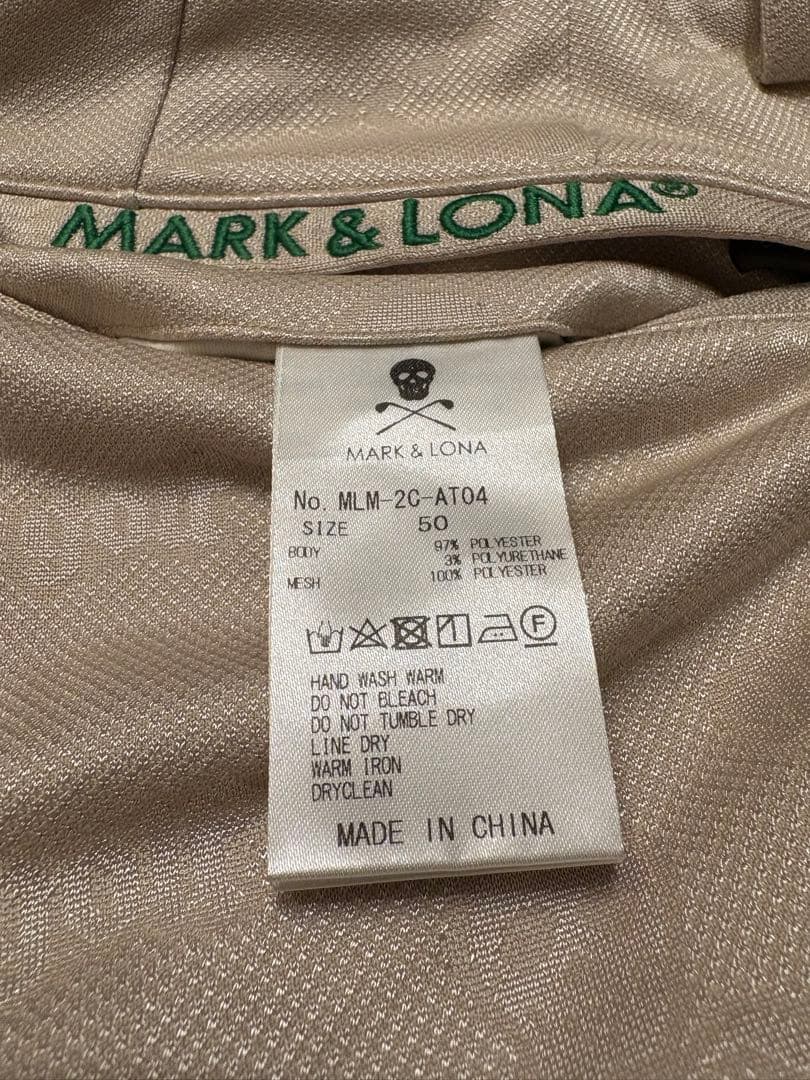 MARK & LONA®
MARK & LONA
No. MLM-2C-AT04
SIZE 50
BODY 97% POLYESTER
3% POLYURETHANE
MESH 100% POLYESTER
F
HAND WASH WARM
DO NOT BLEACH
DO NOT TUMBLE DRY
LINE DRY
WARM IRON
DRYCLEAN
MADE IN CHINA